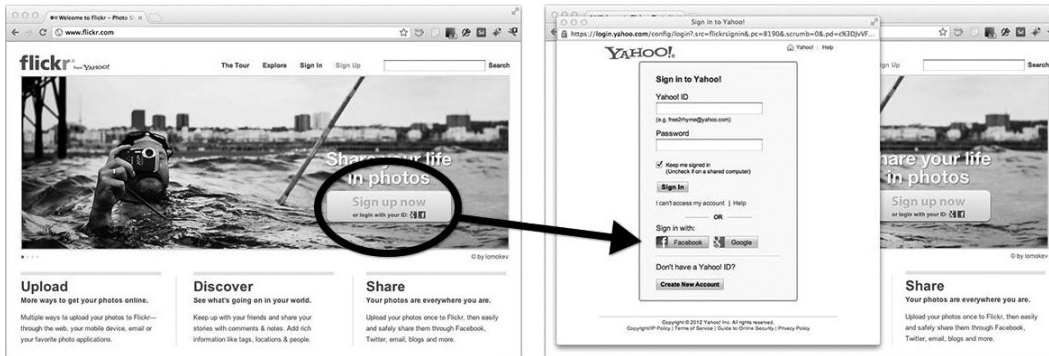 Welcome to Flickr – Photo Sh
www.flickr.com
flickr from YAHOO!
The Tour Explore Sign In Sign Up Search
Share your life
in photos
Sign up now
or login with your ID:
© by lomokev
Upload
More ways to get your photos online.
Multiple ways to upload your photos to Flickr—
through the web, your mobile device, email or
your favorite photo applications.
Discover
See what's going on in your world.
Keep up with your friends and share your
stories with comments & notes. Add rich
information like tags, locations & people.
Share
Your photos are everywhere you are.
Upload your photos once to Flickr, then easily
and safely share them through Facebook,
Twitter, email, blogs and more.
Sign in to Yahoo!
https://login.yahoo.com/config/login?.src=flickrsignin&.pc=8190&.scrumb=0&.pd=c%3DJvVF...
YAHOO!
Yahoo! Help
Sign in to Yahoo!
Yahoo! ID
(e.g. free2rhyme@yahoo.com)
Password
Keep me signed in
(Uncheck if on a shared computer)
Sign In
I can't access my account | Help
OR
Sign in with:
Facebook Google
Don't have a Yahoo! ID?
Create New Account
Copyright © 2012 Yahoo! Inc. All rights reserved.
Copyright/IP Policy | Terms of Service | Guide to Online Security | Privacy Policy
Sign Up Search
hare your life
in photos
Sign up now
or login with your ID:
© by lomokev
Share
Your photos are everywhere you are.
Upload your photos once to Flickr, then easily
and safely share them through Facebook,
Twitter, email, blogs and more.